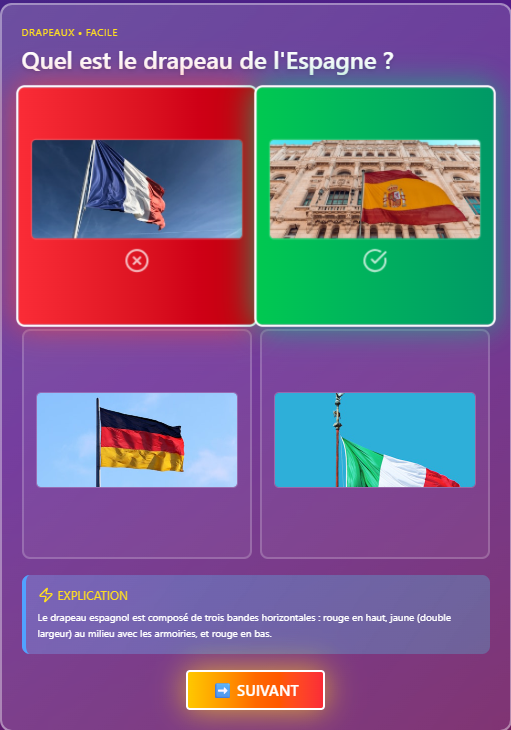 DRAPEAUX • FACILE
Quel est le drapeau de l'Espagne ?
EXPLICATION
Le drapeau espagnol est composé de trois bandes horizontales : rouge en haut, jaune (double
largeur) au milieu avec les armoiries, et rouge en bas.
➡️ SUIVANT